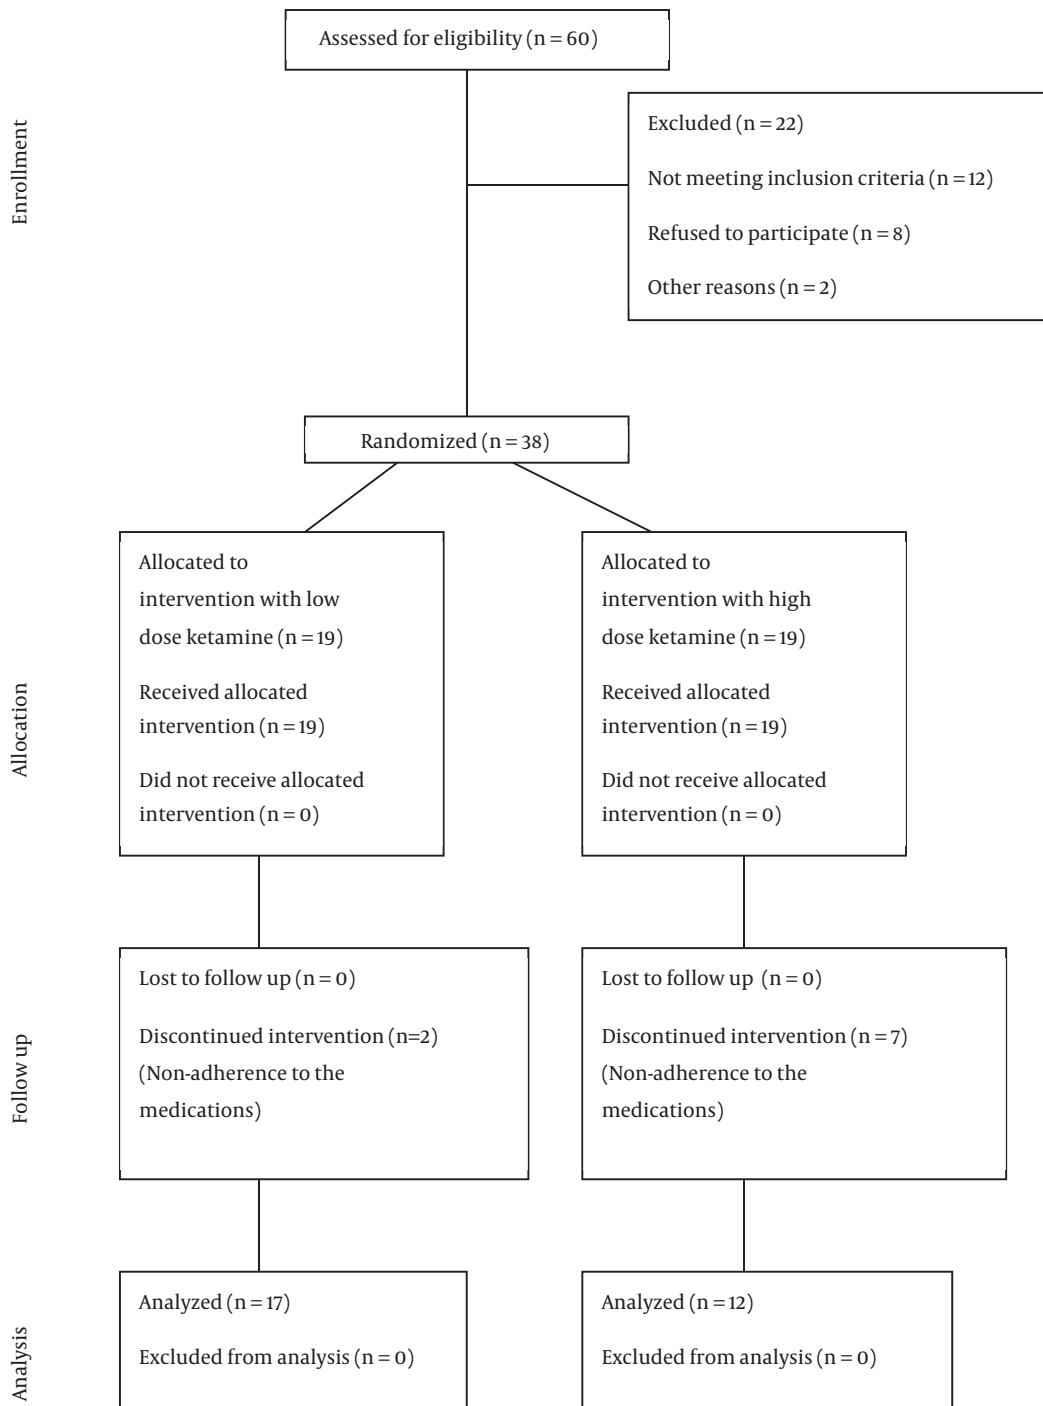 Assessed for eligibility (n = 60)
Enrollment
Excluded (n = 22)
Not meeting inclusion criteria (n = 12)
Refused to participate (n = 8)
Other reasons (n = 2)
Randomized (n = 38)
Allocation
Allocated to
intervention with low
dose ketamine (n = 19)
Received allocated
intervention (n = 19)
Did not receive allocated
intervention (n = 0)
Allocated to
intervention with high
dose ketamine (n = 19)
Received allocated
intervention (n = 19)
Did not receive allocated
intervention (n = 0)
Follow up
Lost to follow up (n = 0)
Discontinued intervention (n=2)
(Non-adherence to the
medications)
Lost to follow up (n = 0)
Discontinued intervention (n = 7)
(Non-adherence to the
medications)
Analysis
Analyzed (n = 17)
Excluded from analysis (n = 0)
Analyzed (n = 12)
Excluded from analysis (n = 0)